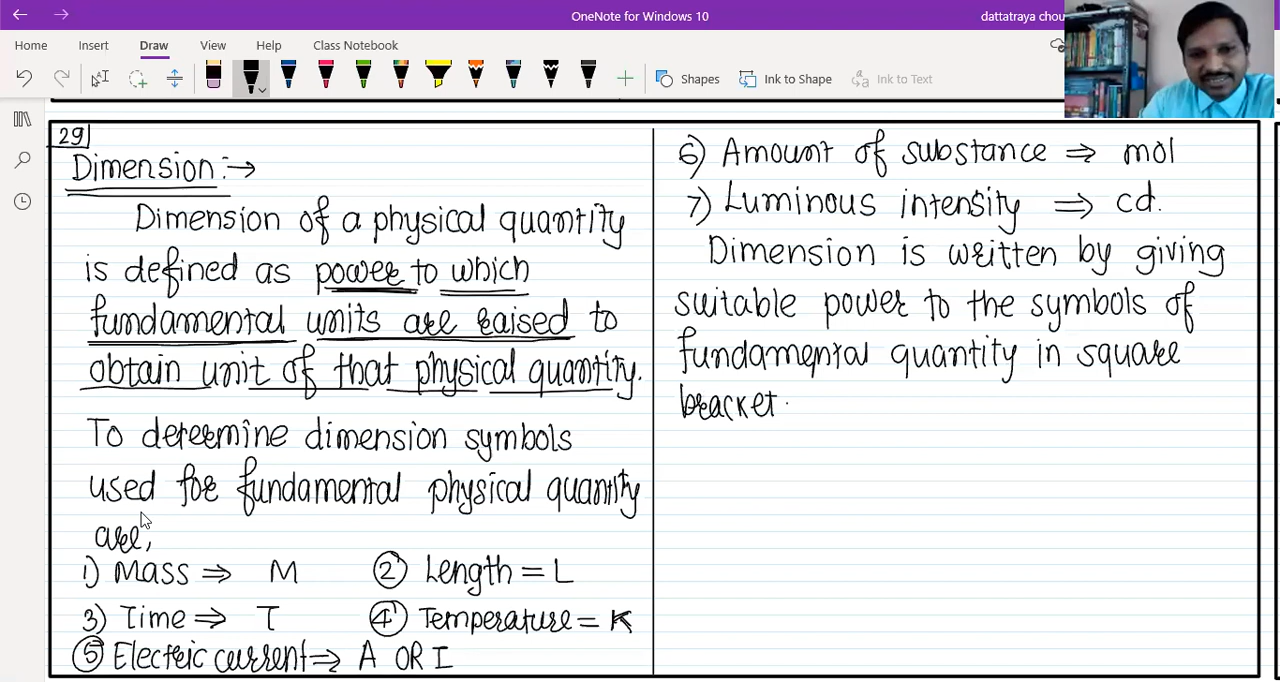 OneNote for Windows 10
dattatraya chou
Home Insert Draw View Help Class Notebook
Shapes Ink to Shape Ink to Text
29
Dimension :→
Dimension of a physical quantity
is defined as power to which
fundamental units are raised to
obtain unit of that physical quantity.
To determine dimension symbols
used for fundamental physical quantity
are,
1) Mass ⇒ M ② Length = L
3) Time ⇒ T ④ Temperature = K
⑤ Electric current ⇒ A OR I
6) Amount of substance ⇒ mol
7) Luminous intensity ⇒ cd.
Dimension is written by giving
suitable power to the symbols of
fundamental quantity in square
bracket.